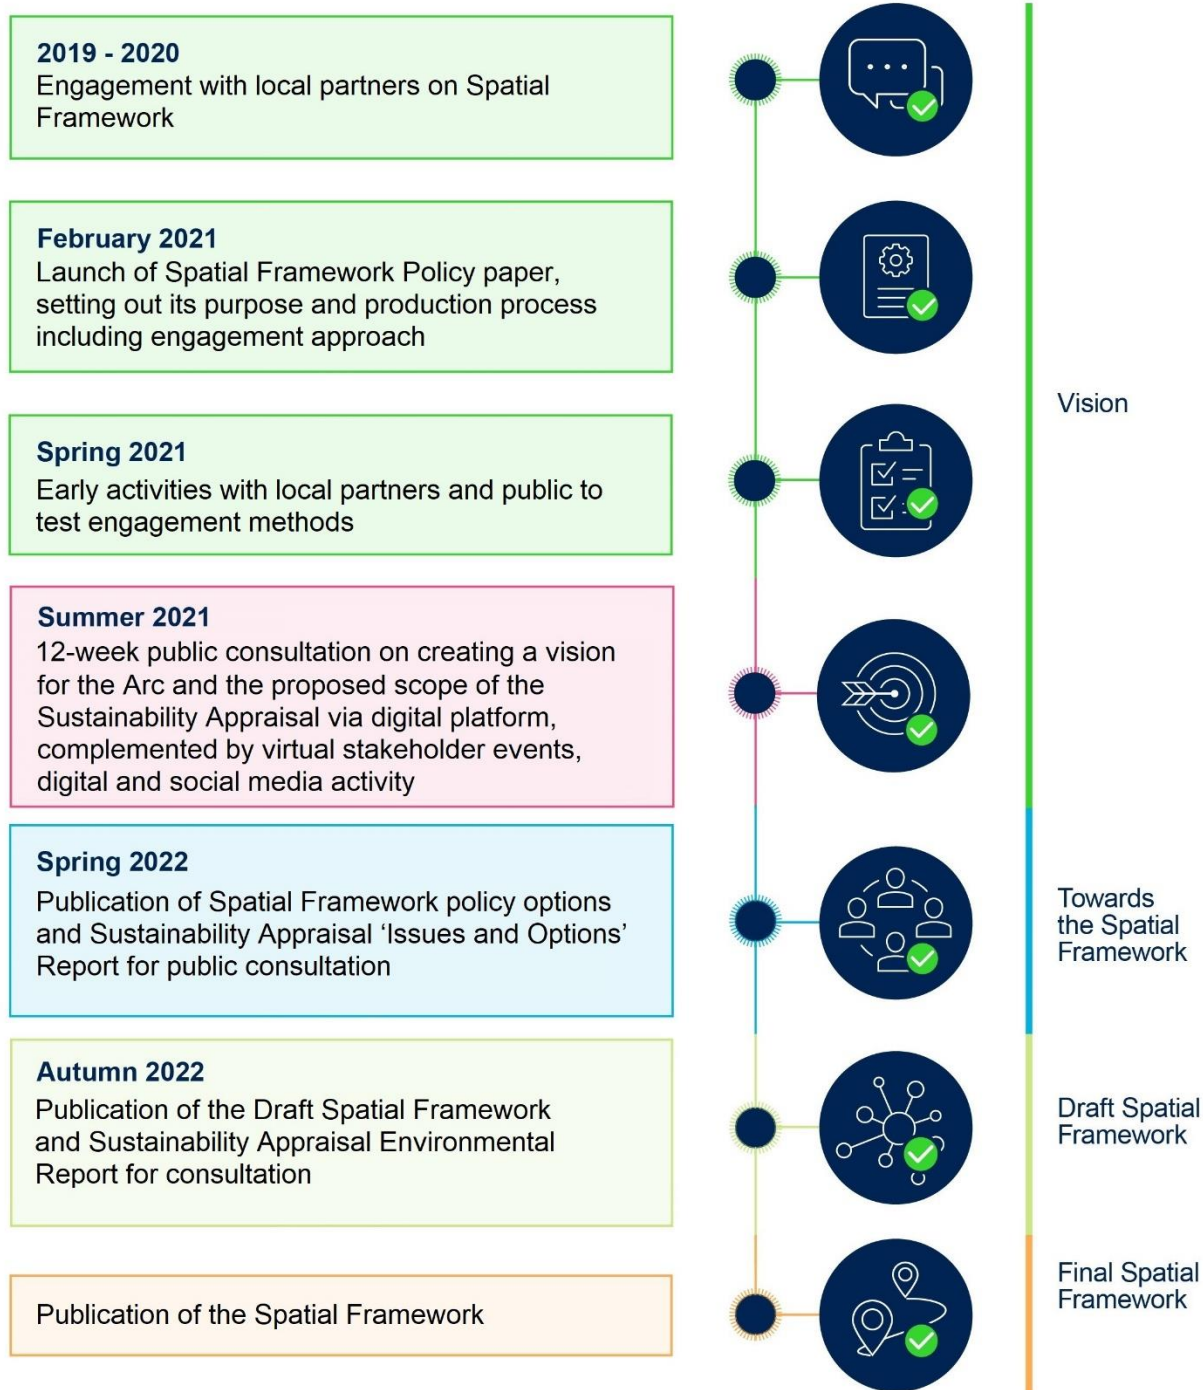 2019 - 2020
Engagement with local partners on Spatial
Framework
February 2021
Launch of Spatial Framework Policy paper,
setting out its purpose and production process
including engagement approach
Spring 2021
Early activities with local partners and public to
test engagement methods
Vision
Summer 2021
12-week public consultation on creating a vision
for the Arc and the proposed scope of the
Sustainability Appraisal via digital platform,
complemented by virtual stakeholder events,
digital and social media activity
Spring 2022
Publication of Spatial Framework policy options
and Sustainability Appraisal ‘Issues and Options’
Report for public consultation
Towards
the Spatial
Framework
Autumn 2022
Publication of the Draft Spatial Framework
and Sustainability Appraisal Environmental
Report for consultation
Draft Spatial
Framework
Publication of the Spatial Framework
Final Spatial
Framework